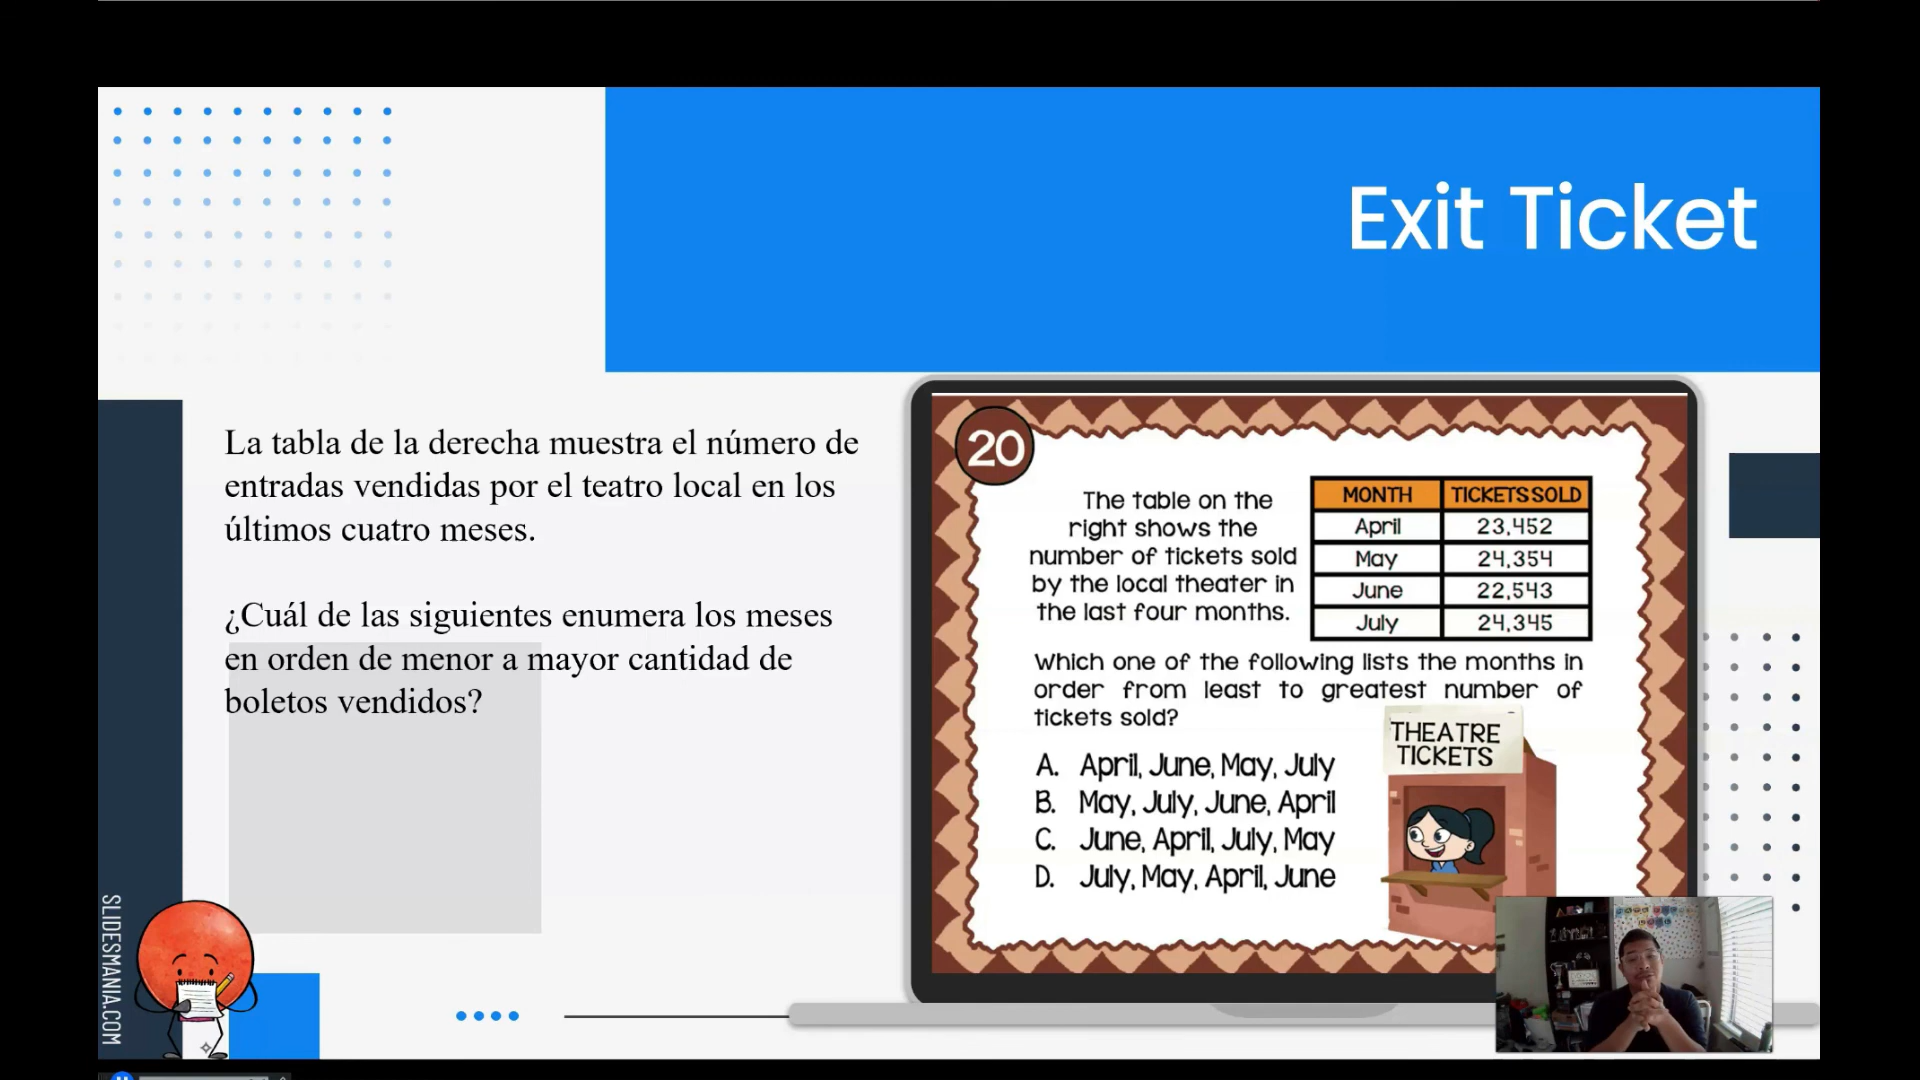 Exit Ticket
La tabla de la derecha muestra el número de
entradas vendidas por el teatro local en los
últimos cuatro meses.
¿Cuál de las siguientes enumera los meses
en orden de menor a mayor cantidad de
boletos vendidos?
20
The table on the
right shows the
number of tickets sold
by the local theater in
the last four months.
MONTH TICKETS SOLD
April 23,452
May 24,354
June 22,543
July 24,345
Which one of the following lists the months in
order from least to greatest number of
tickets sold?
A. April, June, May, July
B. May, July, June, April
C. June, April, July, May
D. July, May, April, June
THEATRE
TICKETS
SLIDESMANIA.COM